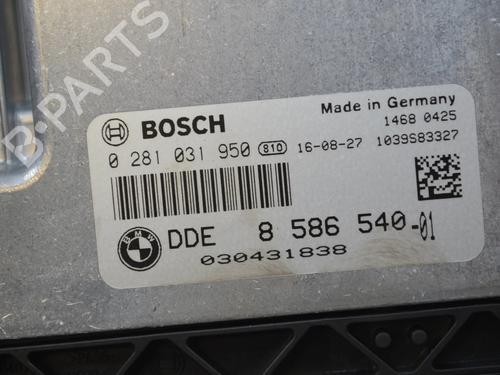 B-PARTS
Made in Germany
BOSCH
1468 0425
0 281 031 950 810 16-08-27 1039S83327
BMW DDE 8 586 540-01
030431838